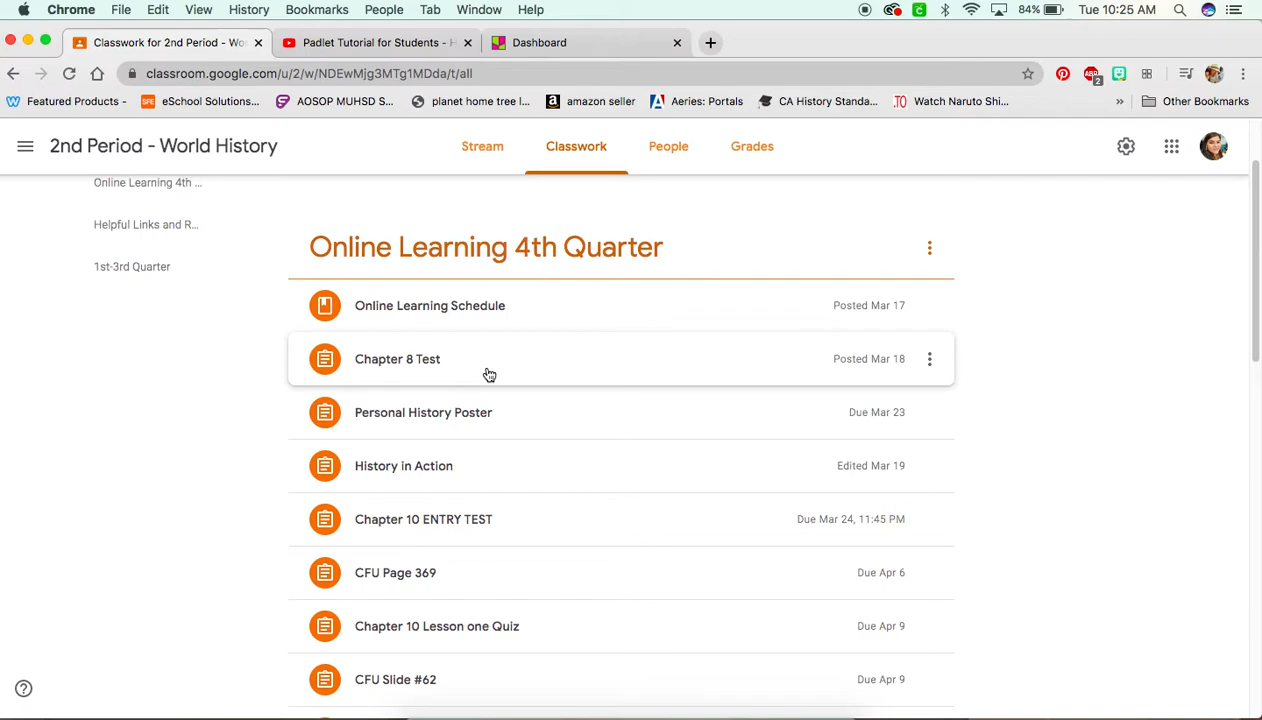 Chrome File Edit View History Bookmarks People Tab Window Help 84% Tue 10:25 AM
Classwork for 2nd Period - Wo Padlet Tutorial for Students - H Dashboard
classroom.google.com/u/2/w/NDEwMjg3MTg1MDda/t/all
Featured Products - eSchool Solutions... AOSOP MUHSD S... planet home tree l... amazon seller Aeries: Portals CA History Standa... Watch Naruto Shi... » Other Bookmarks
2nd Period - World History Stream Classwork People Grades
Online Learning 4th ...
Helpful Links and R...
1st-3rd Quarter
Online Learning 4th Quarter
Online Learning Schedule Posted Mar 17
Chapter 8 Test Posted Mar 18
Personal History Poster Due Mar 23
History in Action Edited Mar 19
Chapter 10 ENTRY TEST Due Mar 24, 11:45 PM
CFU Page 369 Due Apr 6
Chapter 10 Lesson one Quiz Due Apr 9
CFU Slide #62 Due Apr 9